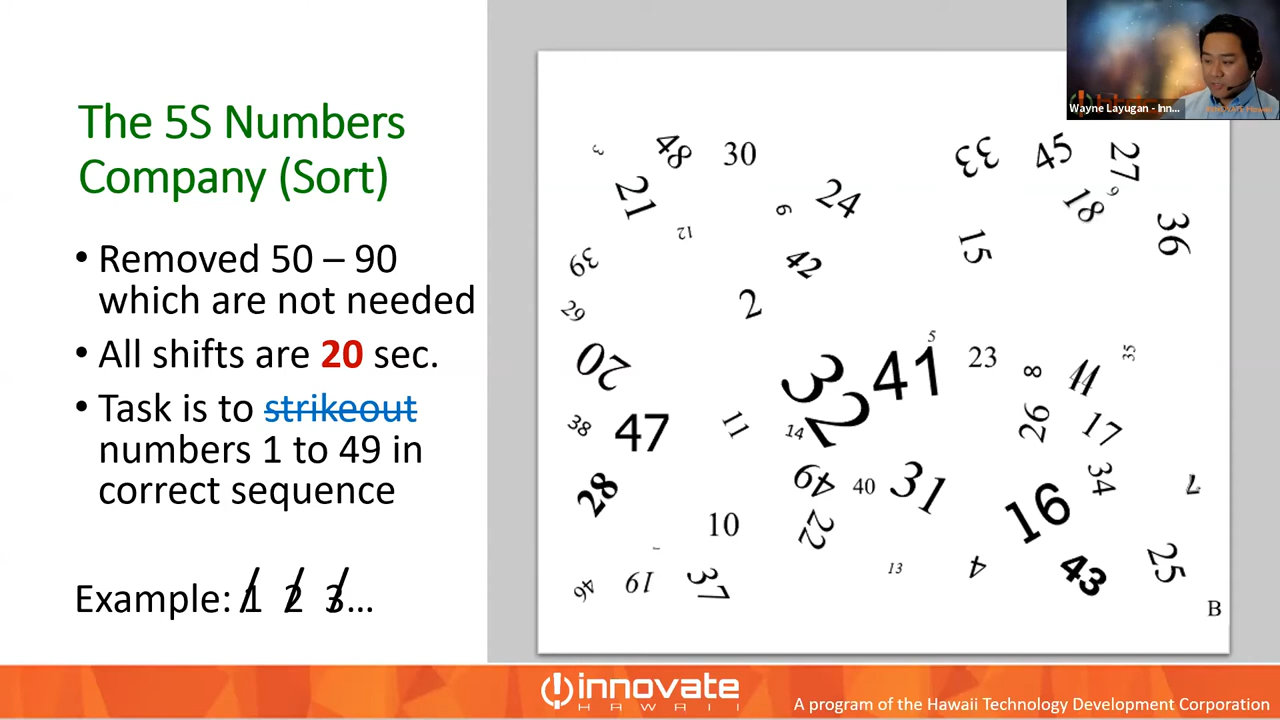 The 5S Numbers
Company (Sort)
• Removed 50 – 90
which are not needed
• All shifts are 20 sec.
• Task is to strikeout
numbers 1 to 49 in
correct sequence
Example: 1 2 3...
3 48 30 33 45 27
21 6 24 18 9 36
12 39 42 15
29 2
20 32 41 5 23 8 44 35
38 47 11 14 26 17
28 49 40 31 16 34 7
10 22
46 19 37 13 4 43 25
B
Wayne Layugan - Inn...
innovate
HAWAII
A program of the Hawaii Technology Development Corporation